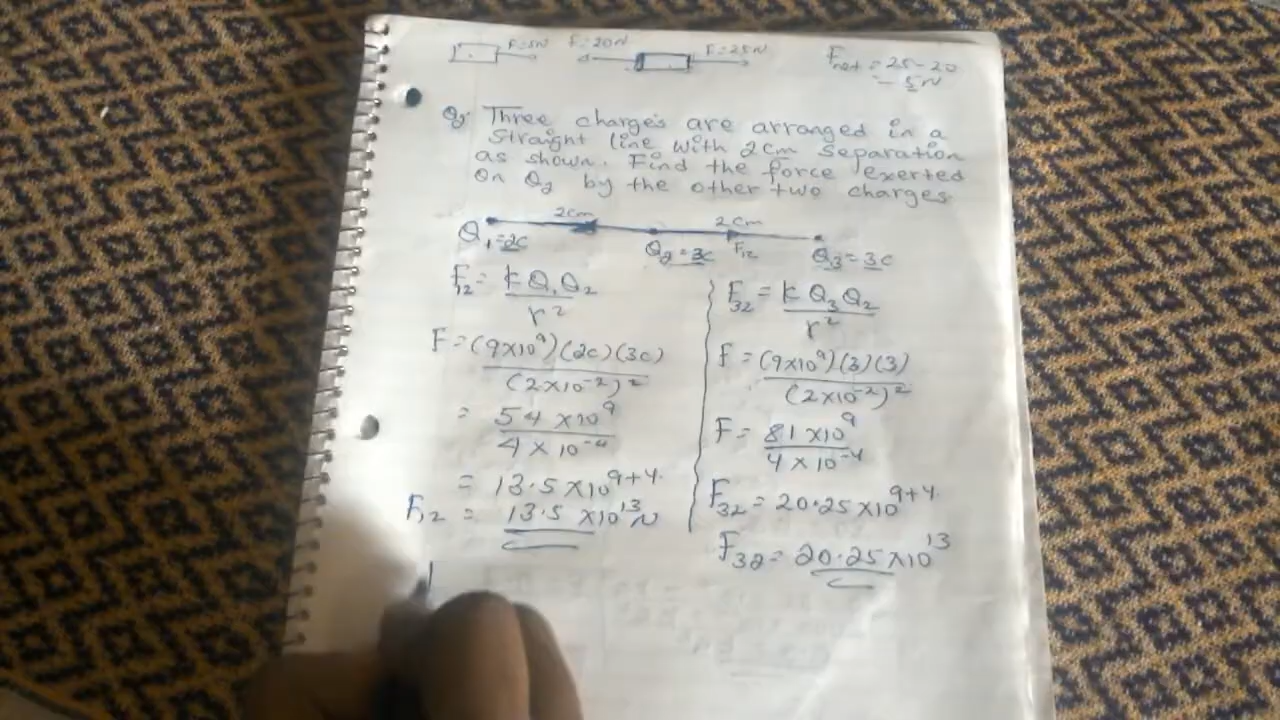 F=5N F=20N F=25N Fnet = 25-20
= 5N
Q: Three charges are arranged in a
straight line with 2cm separation
as shown. Find the force exerted
on Q2 by the other two charges
2cm 2cm
Q1=2c Q2=3c F12 Q3=3c
F12 = kQ1Q2
r²
F = (9x10⁹)(2c)(3c)
(2x10⁻²)²
= 54 x10⁹
4 x 10⁻⁴
= 13.5 x10⁹⁺⁴
F12 = 13.5 x10¹³N
F32 = kQ3Q2
r²
F = (9x10⁹)(3)(3)
(2x10⁻²)²
F = 81 x10⁹
4 x 10⁻⁴
F32 = 20.25 x10⁹⁺⁴
F32 = 20.25 x10¹³